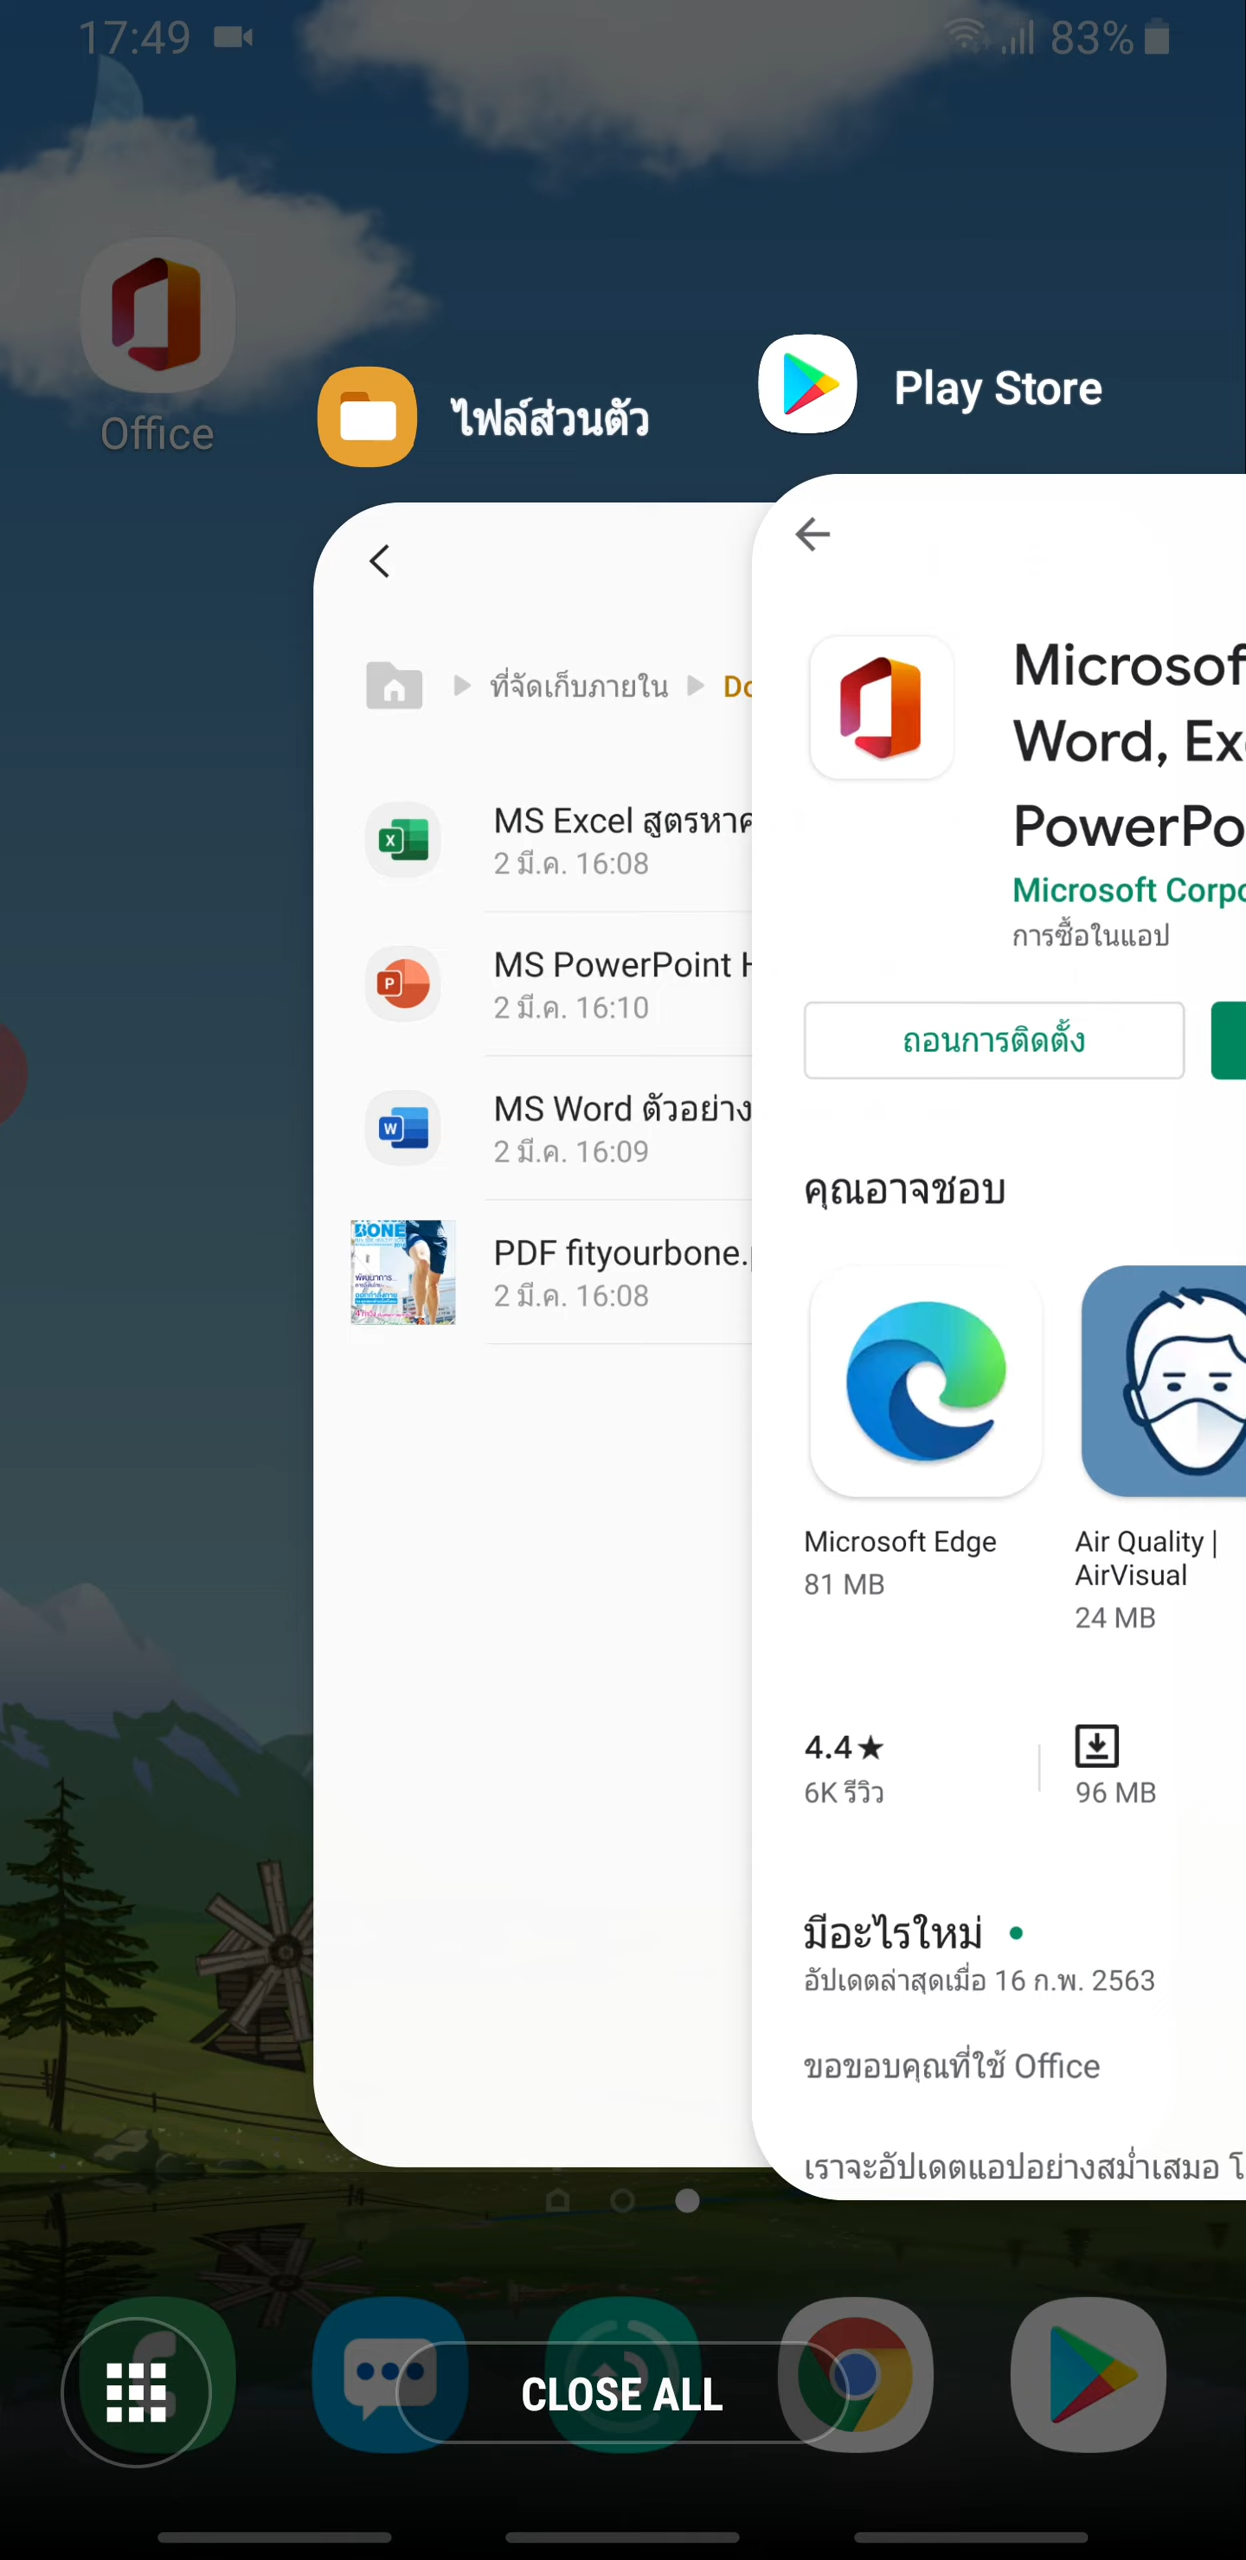 17:49
83%
Office
ไฟล์ส่วนตัว
Play Store
ที่จัดเก็บภายใน
MS Excel สูตรหาค
2 มี.ค. 16:08
MS PowerPoint
2 มี.ค. 16:10
MS Word ตัวอย่าง
2 มี.ค. 16:09
BONE
PDF fityourbone.
2 มี.ค. 16:08
Microsof
Word, Ex
PowerPo
Microsoft Corpo
การซื้อในแอป
ถอนการติดตั้ง
คุณอาจชอบ
Microsoft Edge
81 MB
Air Quality |
AirVisual
24 MB
4.4★
6K รีวิว
96 MB
มีอะไรใหม่
อัปเดตล่าสุดเมื่อ 16 ก.พ. 2563
ขอขอบคุณที่ใช้ Office
เราจะอัปเดตแอปอย่างสม่ำเสมอ โ
CLOSE ALL